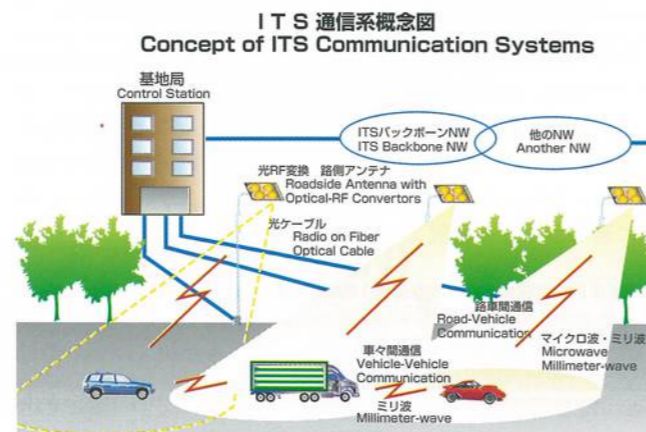 ITS 通信系概念図
Concept of ITS Communication Systems
基地局
Control Station
ITSバックボーンNW
ITS Backbone NW
他のNW
Another NW
光RF変換 路側アンテナ
Roadside Antenna with
Optical-RF Convertors
光ケーブル
Radio on Fiber
Optical Cable
路車間通信
Road-Vehicle
Communication
マイクロ波・ミリ波
Microwave
Millimeter-wave
車々間通信
Vehicle-Vehicle
Communication
ミリ波
Millimeter-wave